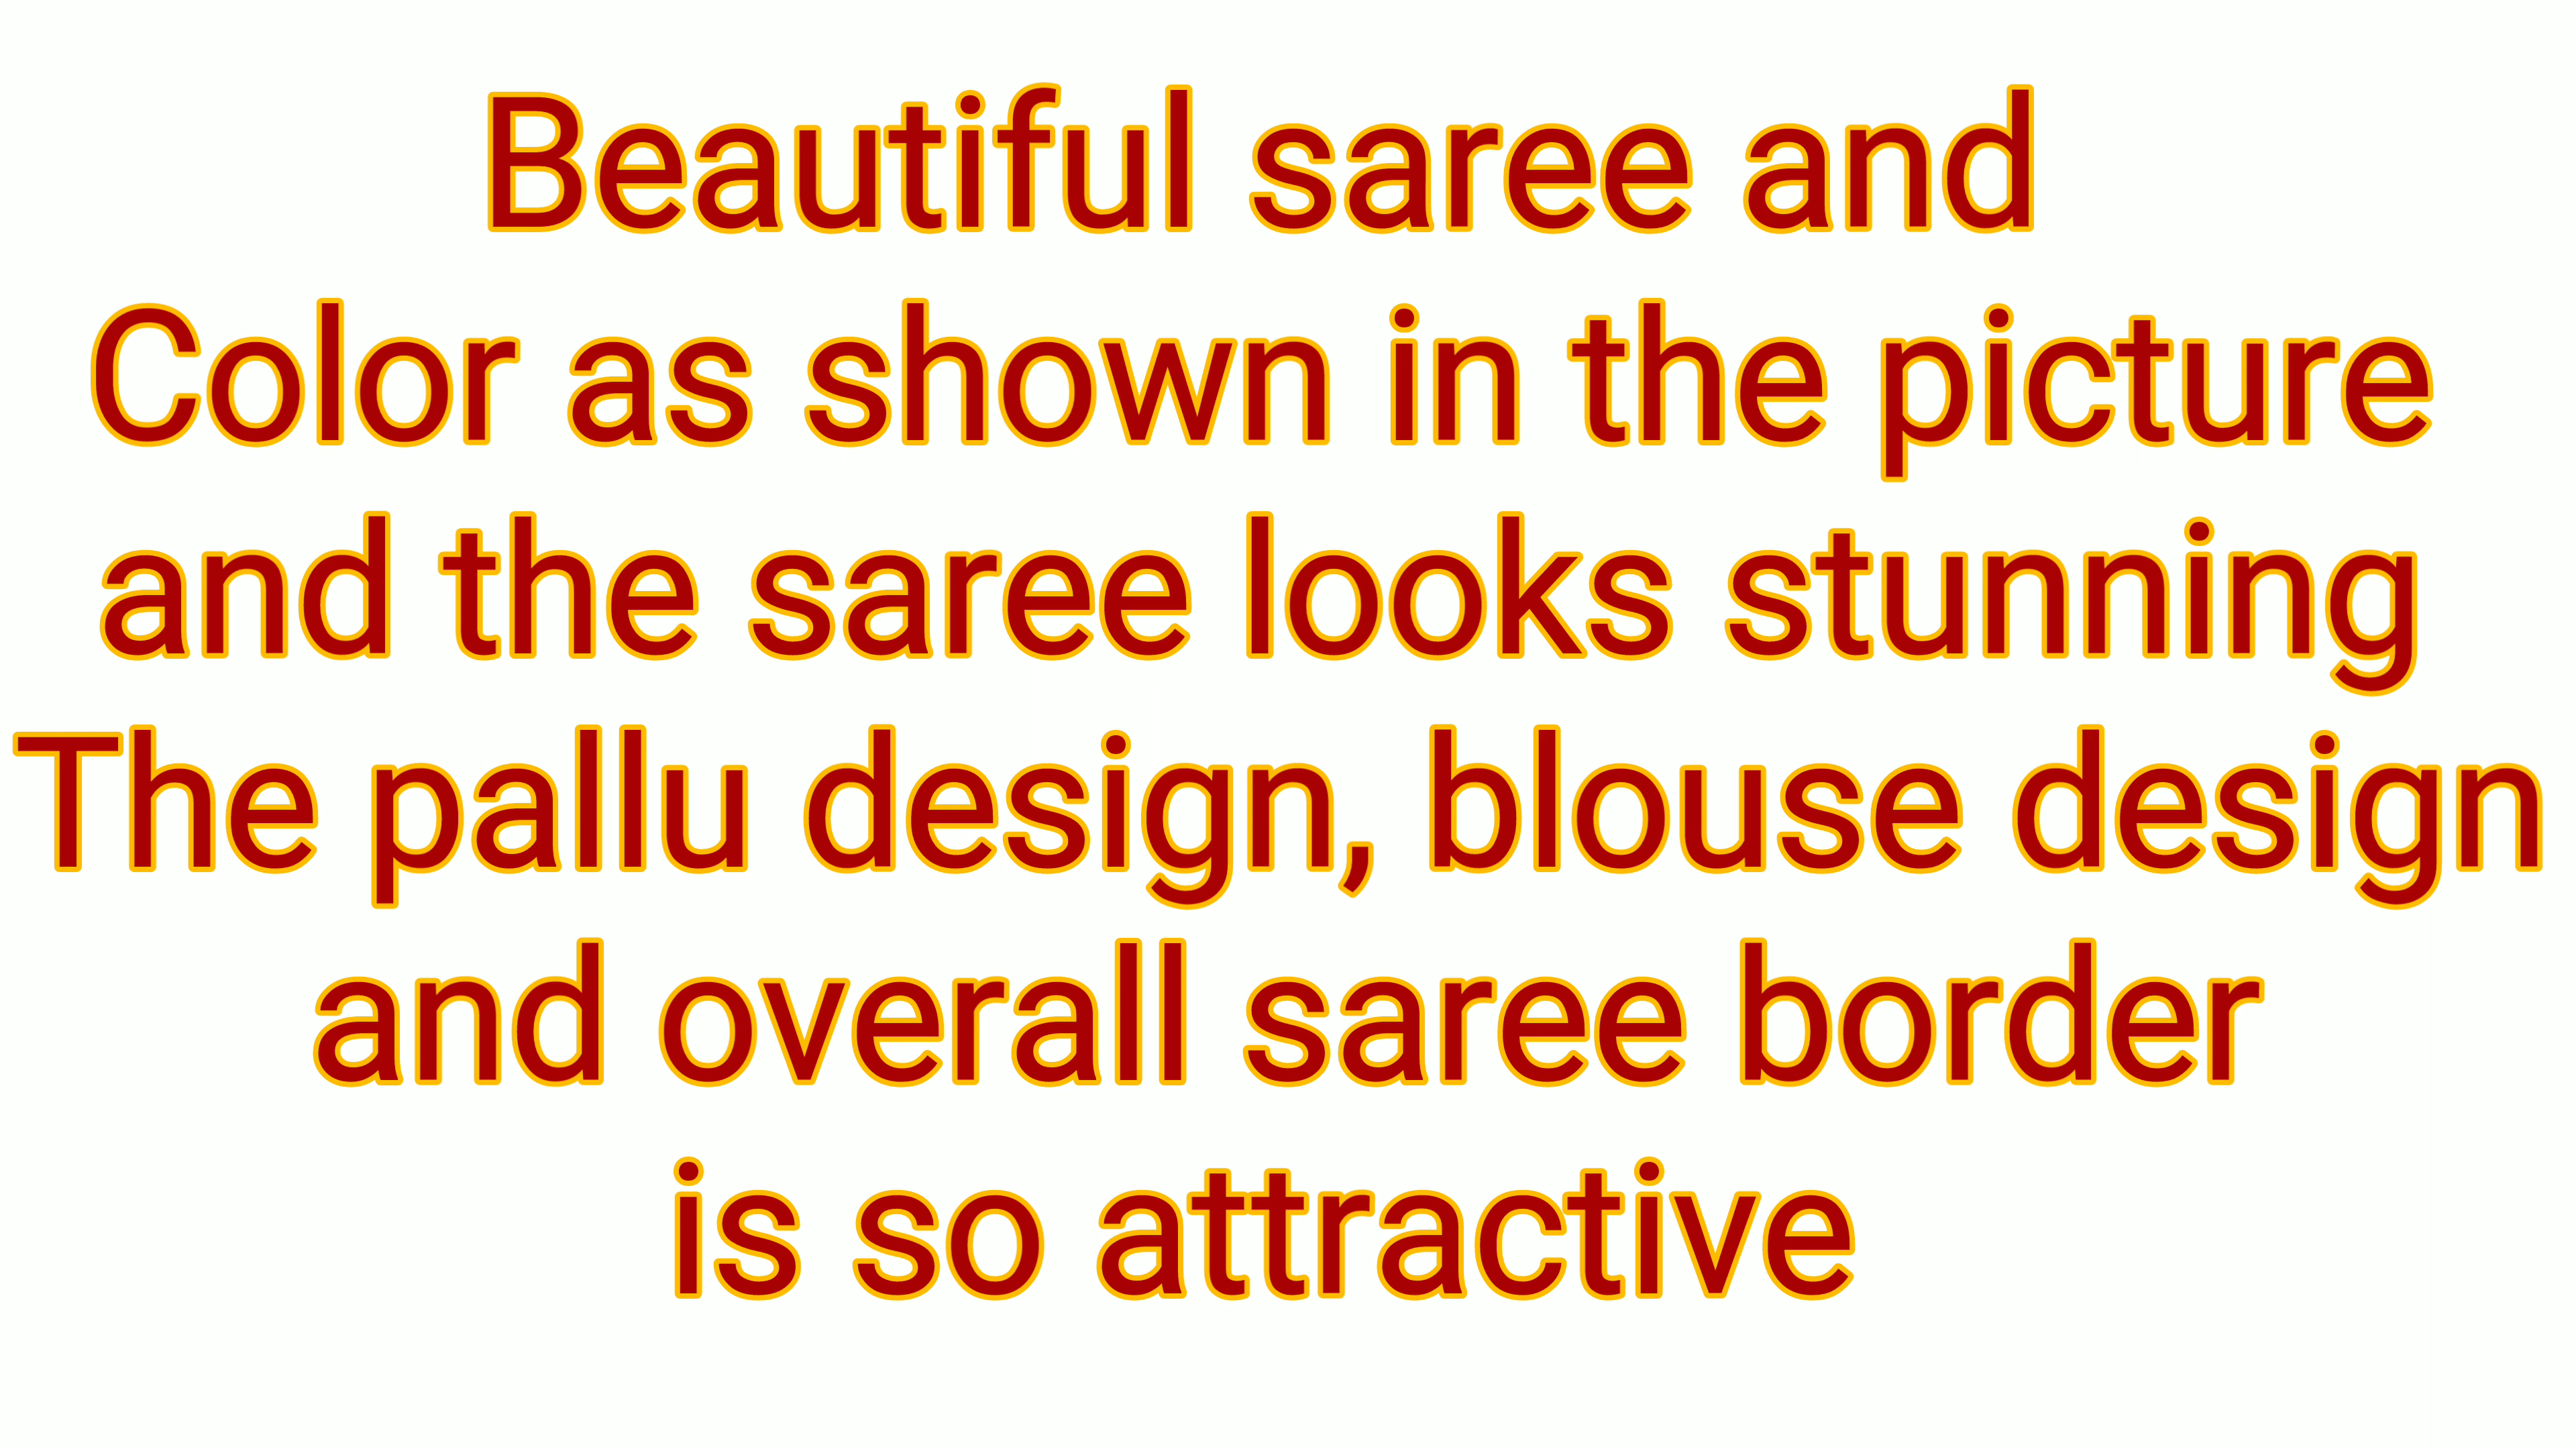 Beautiful saree and
Color as shown in the picture
and the saree looks stunning
The pallu design, blouse design
and overall saree border
is so attractive